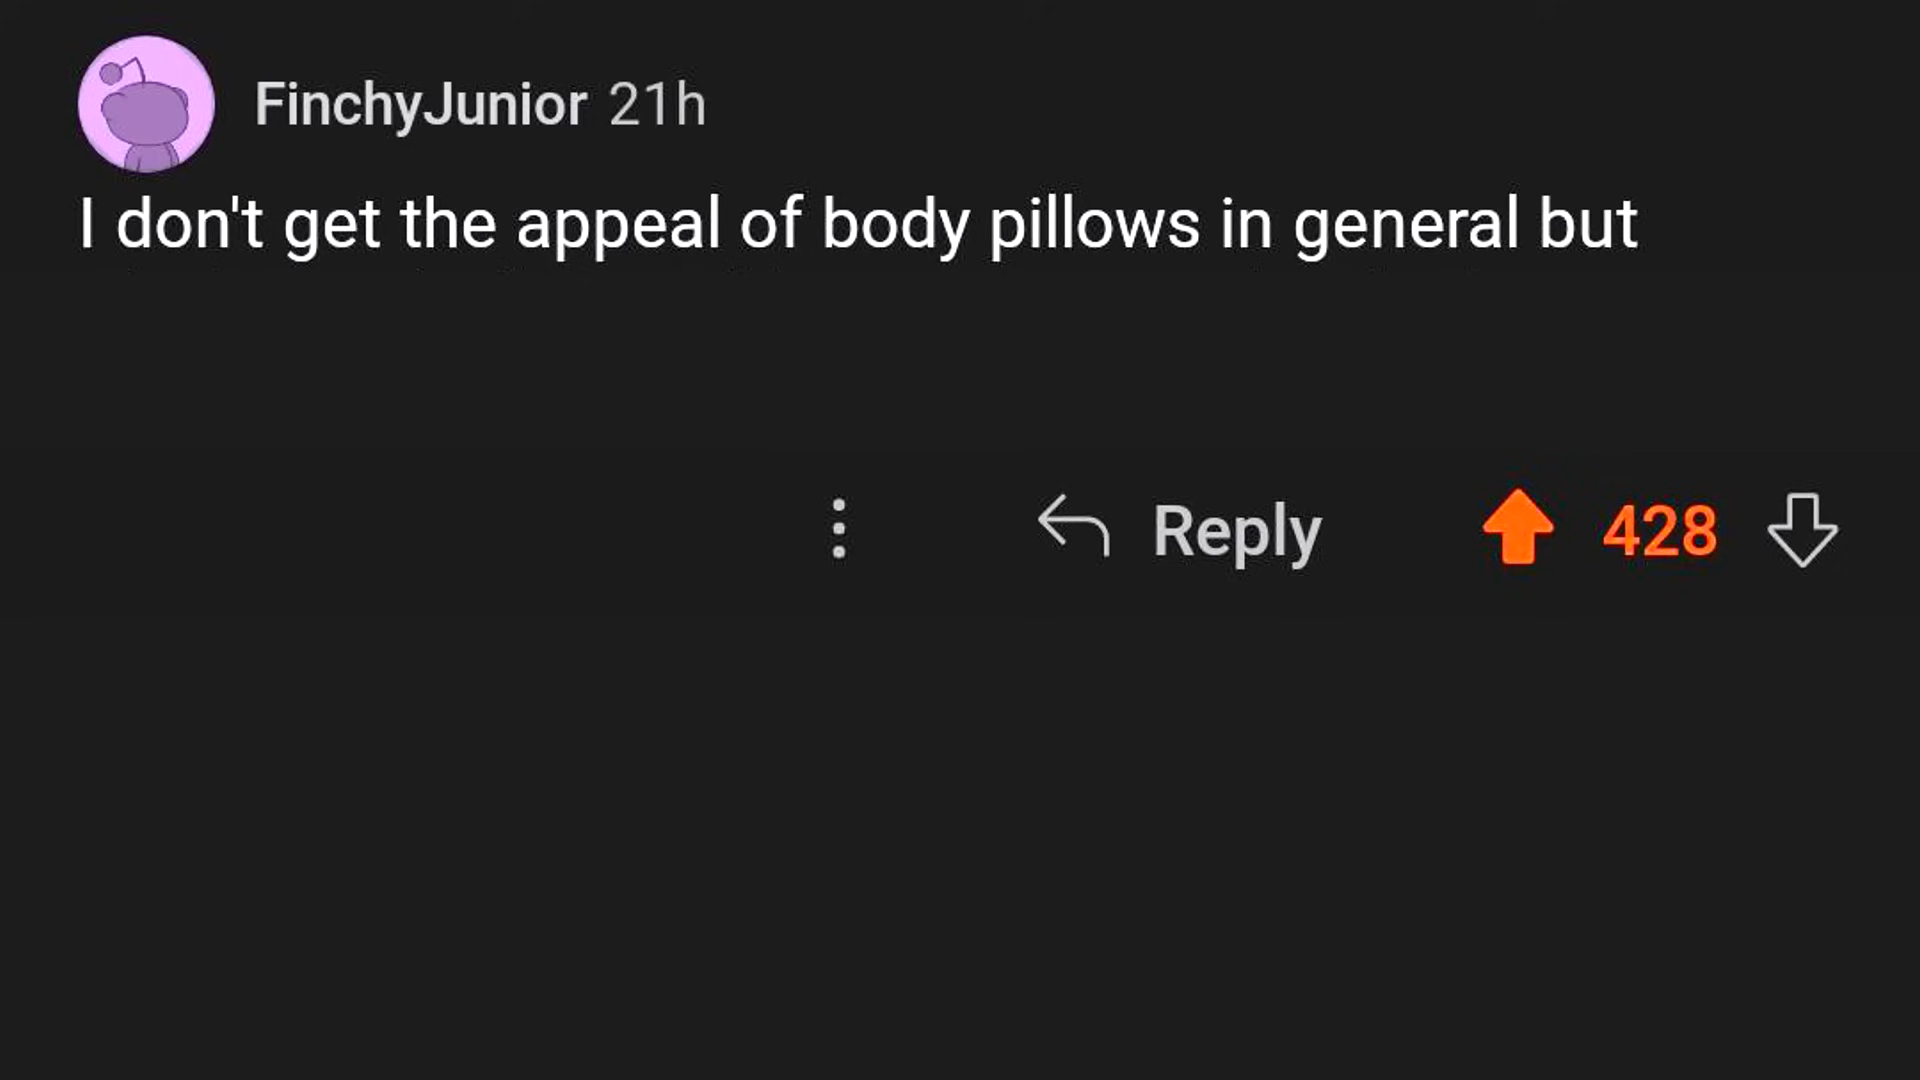 FinchyJunior 21h
I don't get the appeal of body pillows in general but
Reply 428